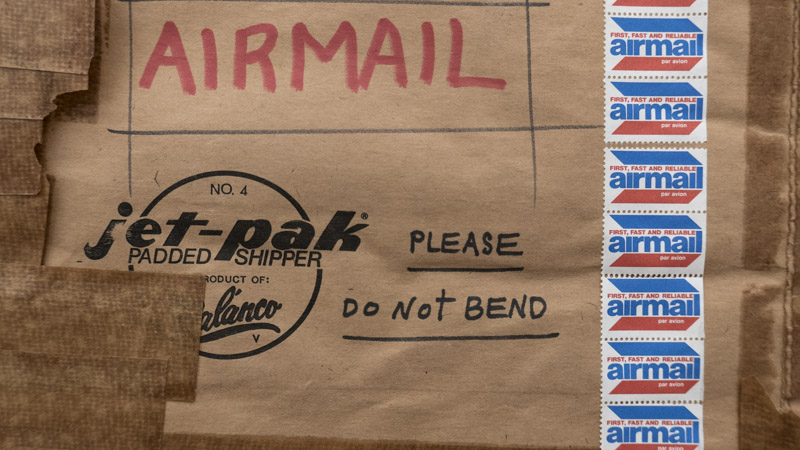 AIRMAIL
NO. 4
jet-pak®
PADDED SHIPPER
PRODUCT OF:
V
PLEASE
DO NOt BEND
FIRST, FAST AND RELIABLE
airmail
par avion
FIRST, FAST AND RELIABLE
airmail
par avion
FIRST, FAST AND RELIABLE
airmail
par avion
FIRST, FAST AND RELIABLE
airmail
par avion
FIRST, FAST AND RELIABLE
airmail
par avion
FIRST, FAST AND RELIABLE
airmail
par avion
FIRST, FAST AND RELIABLE
airmail
par avion